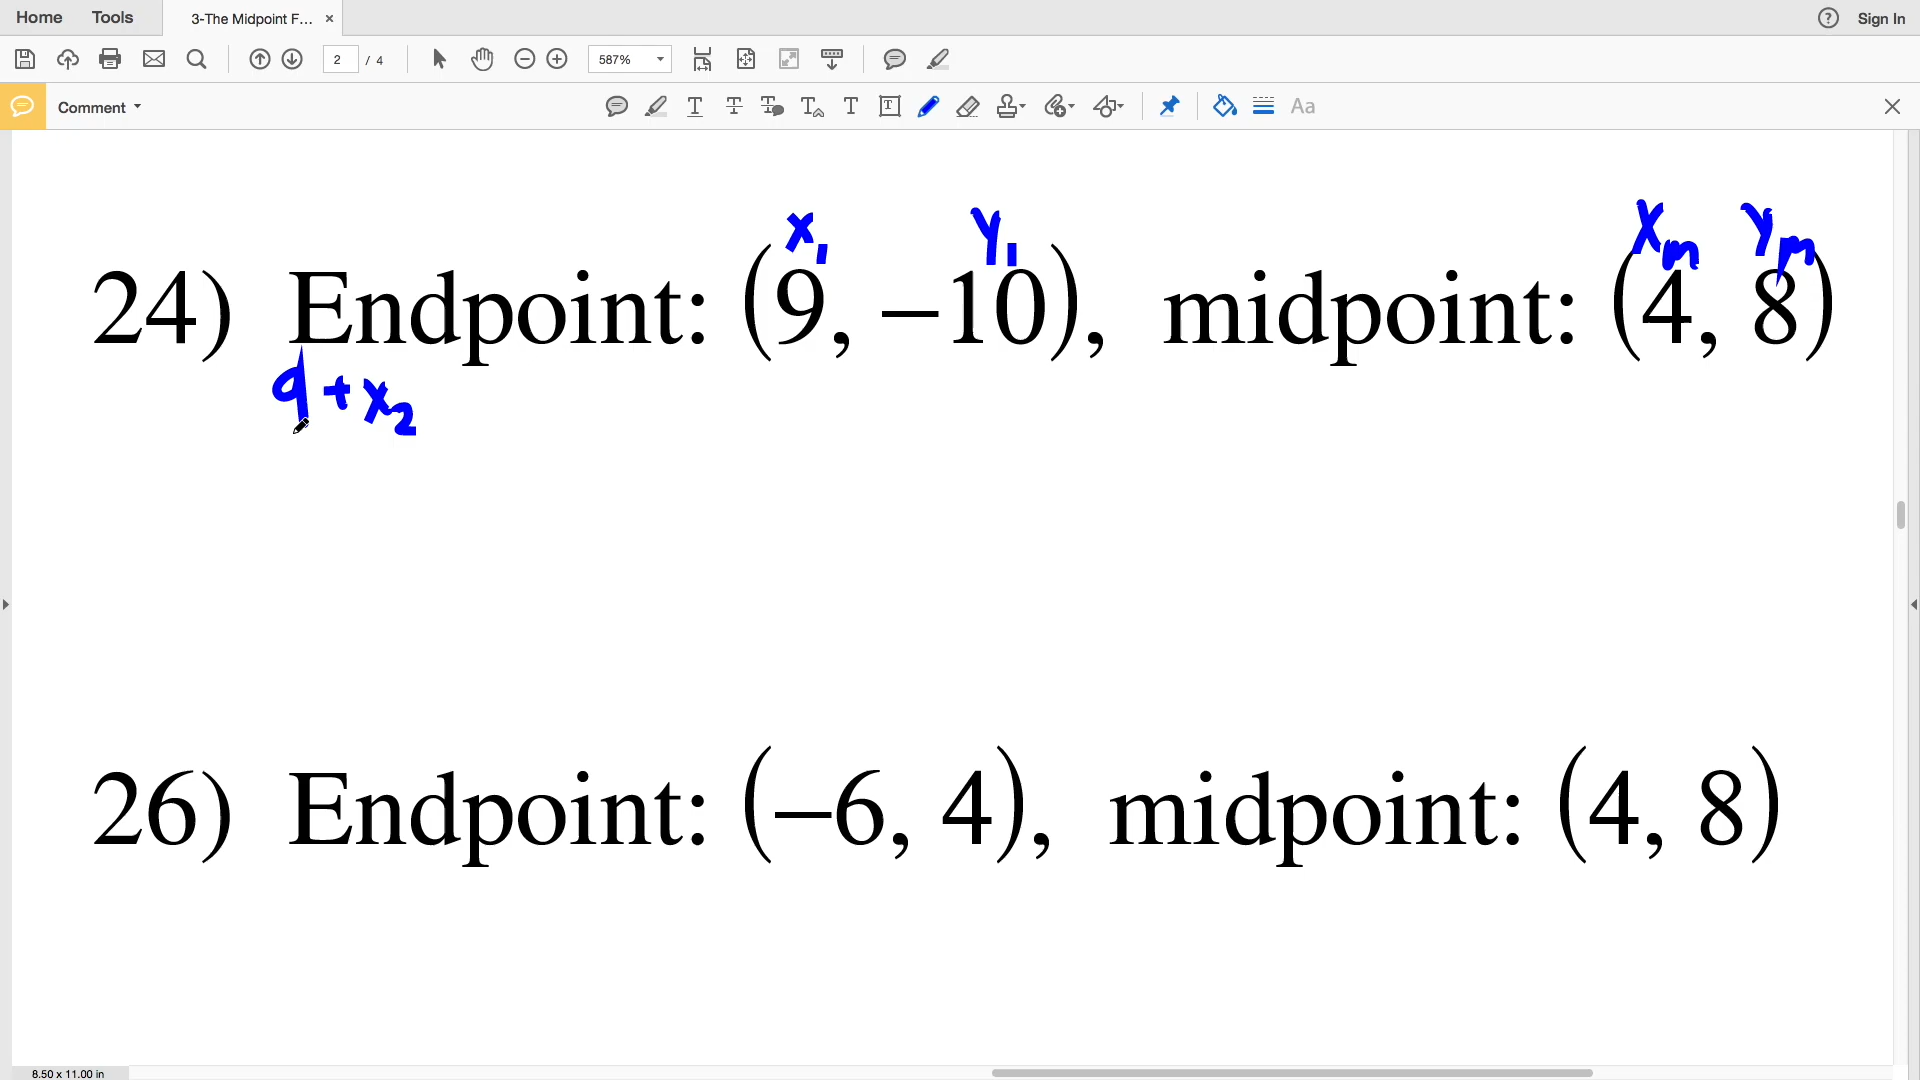 Home Tools 3-The Midpoint F... × ? Sign In
2 / 4 587%
Comment T T T T T T Aa
x₁ y₁ xₘ yₘ
24) Endpoint: (9, −10), midpoint: (4, 8)
9 + x₂
26) Endpoint: (−6, 4), midpoint: (4, 8)
8.50 x 11.00 in